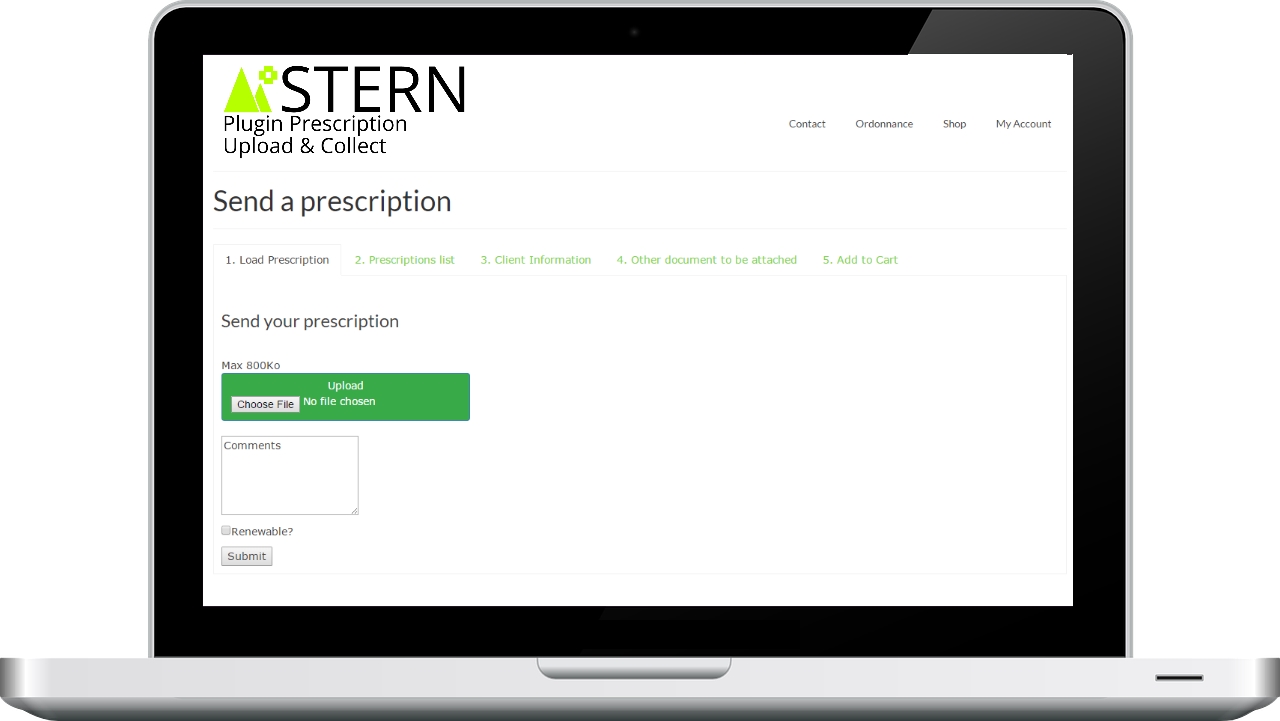 STERN
Plugin Prescription
Upload & Collect
Contact Ordonnance Shop My Account
Send a prescription
1. Load Prescription 2. Prescriptions list 3. Client Information 4. Other document to be attached 5. Add to Cart
Send your prescription
Max 800Ko
Upload
Choose File No file chosen
Comments
Renewable?
Submit